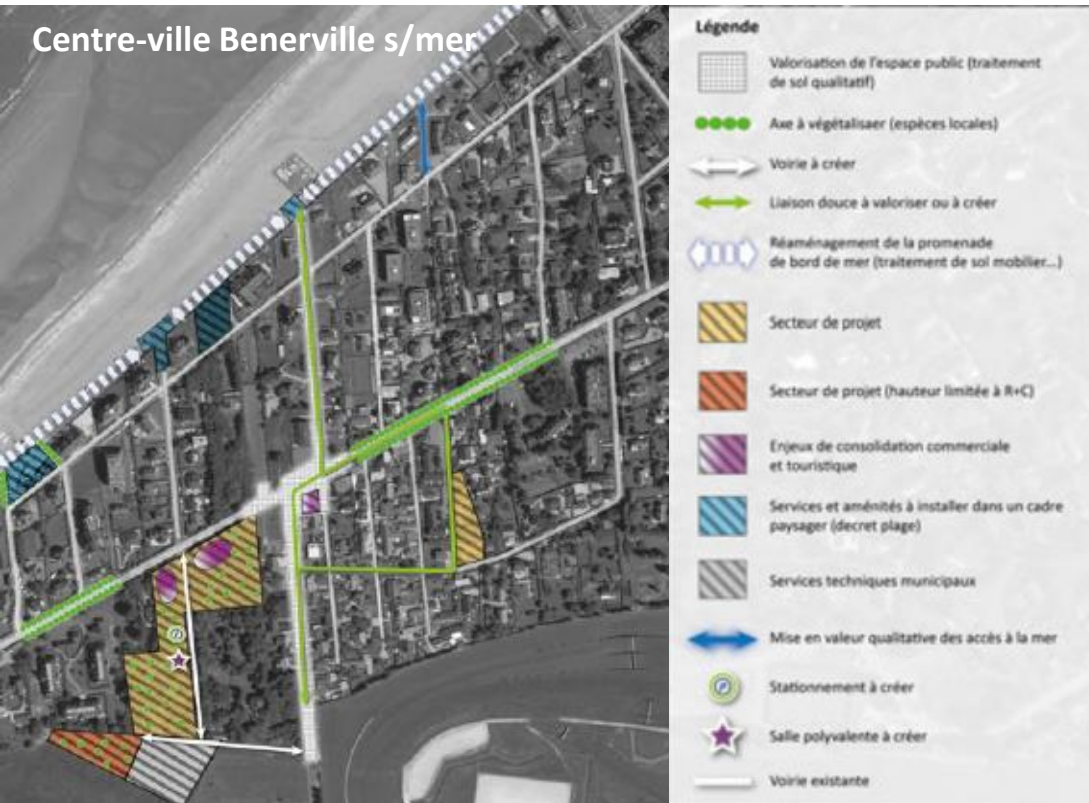 Centre-ville Benerville s/mer
Légende
Valorisation de l'espace public (traitement
de sol qualitatif)
Axe à végétalisaer (espèces locales)
Voirie à créer
Liaison douce à valoriser ou à créer
Réaménagement de la promenade
de bord de mer (traitement de sol mobilier...)
Secteur de projet
Secteur de projet (hauteur limitée à R+C)
Enjeux de consolidation commerciale
et touristique
Services et aménités à installer dans un cadre
paysager (decret plage)
Services techniques municipaux
Mise en valeur qualitative des accès à la mer
Stationnement à créer
Salle polyvalente à créer
Voirie existante